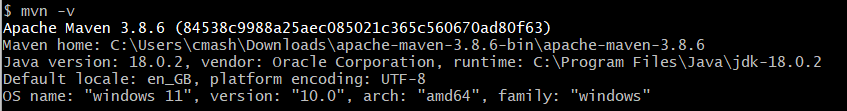 $ mvn -v
Apache Maven 3.8.6 (84538c9988a25aec085021c365c560670ad80f63)
Maven home: C:\Users\cmash\Downloads\apache-maven-3.8.6-bin\apache-maven-3.8.6
Java version: 18.0.2, vendor: Oracle Corporation, runtime: C:\Program Files\Java\jdk-18.0.2
Default locale: en_GB, platform encoding: UTF-8
OS name: "windows 11", version: "10.0", arch: "amd64", family: "windows"